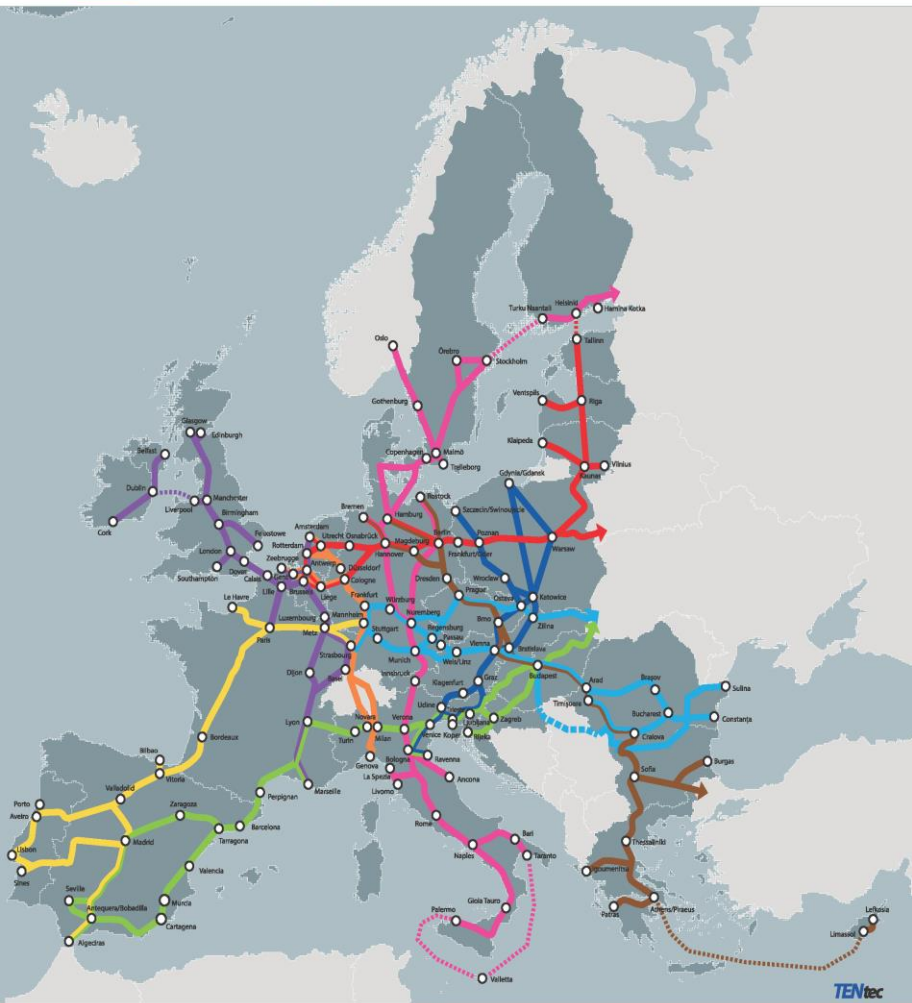 Oslo
Turku/Naantali
Helsinki
Hamina Kotka
Tallinn
Örebro
Stockholm
Ventspils
Riga
Gothenburg
Klaipeda
Vilnius
Kaunas
Glasgow
Edinburgh
Belfast
Copenhagen
Malmö
Trelleborg
Gdynia/Gdansk
Dublin
Liverpool
Manchester
Cork
Birmingham
Felixstowe
London
Southampton
Dover
Calais
Bremen
Hamburg
Rostock
Szczecin/Swinoujscie
Amsterdam
Rotterdam
Utrecht
Osnabrück
Hannover
Magdeburg
Berlin
Frankfurt/Oder
Poznan
Warsaw
Zeebrugge
Antwerp
Düsseldorf
Cologne
Lille
Brussels
Liège
Dresden
Wroclaw
Katowice
Le Havre
Paris
Luxembourg
Metz
Mannheim
Frankfurt
Würzburg
Nuremberg
Regensburg
Passau
Prague
Ostrava
Brno
Zilina
Strasbourg
Stuttgart
Munich
Wels/Linz
Vienna
Bratislava
Budapest
Dijon
Basel
Innsbruck
Klagenfurt
Graz
Udine
Arad
Timişoara
Braşov
Sulina
Bucharest
Constanţa
Craiova
Lyon
Novara
Milan
Turin
Verona
Venice
Koper
Ljubljana
Zagreb
Rijeka
Genova
Bologna
Ravenna
La Spezia
Livorno
Ancona
Bordeaux
Bilbao
Vitoria
Marseille
Perpignan
Sofia
Burgas
Porto
Aveiro
Valladolid
Zaragoza
Barcelona
Tarragona
Lisbon
Sines
Madrid
Valencia
Rome
Naples
Bari
Taranto
Thessaliniki
Igoumenitsa
Patras
Athens/Piraeus
Seville
Antequera/Bobadilla
Murcia
Cartagena
Algeciras
Palermo
Gioia Tauro
Valletta
Lefkosia
Limassol
TENtec